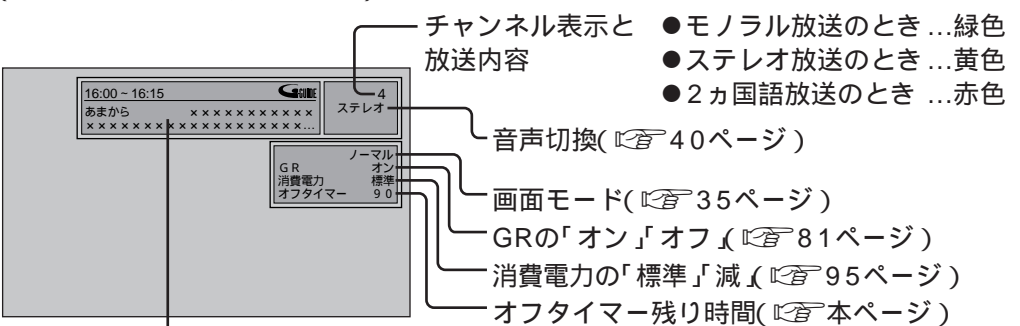 チャンネル表示と
放送内容
●モノラル放送のとき…緑色
●ステレオ放送のとき…黄色
●2ヵ国語放送のとき…赤色
16:00～16:15
G-GUIDE
4
あまから ×××××××××××
ステレオ
×××××××××××××××××××…
音声切換(☞40ページ)
ノーマル
GR オン
消費電力 標準
オフタイマー 90
画面モード(☞35ページ)
GRの「オン」「オフ」(☞81ページ)
消費電力の「標準」「減」(☞95ページ)
オフタイマー残り時間(☞本ページ)